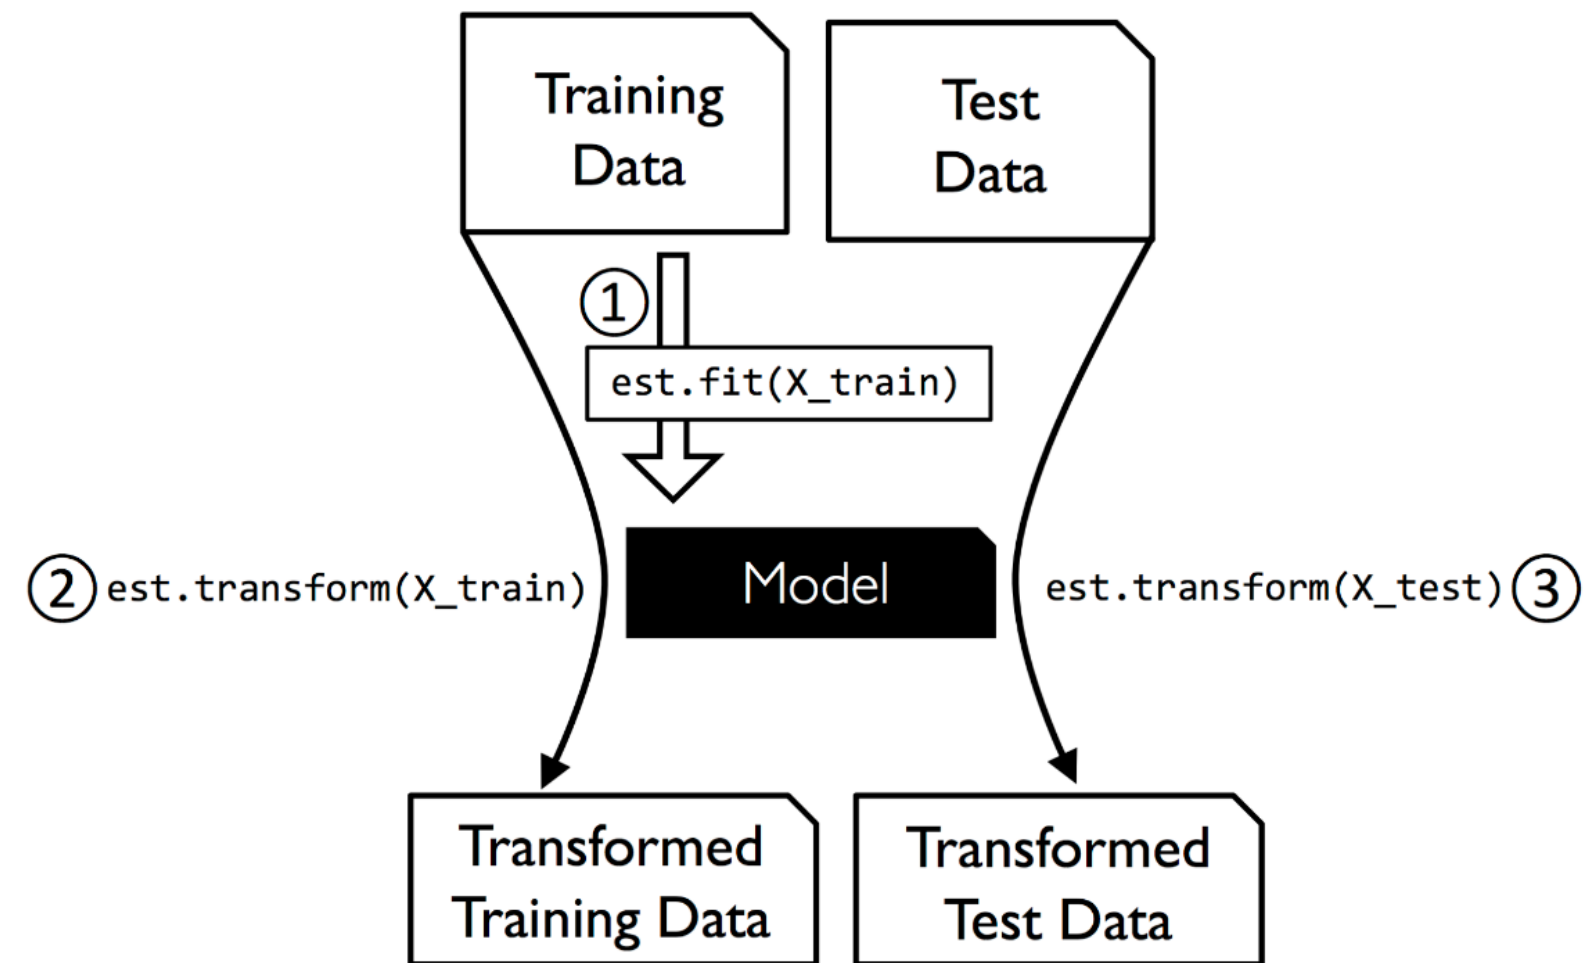 Training
Data
Test
Data
1
est.fit(X_train)
2 est.transform(X_train)
Model
est.transform(X_test) 3
Transformed
Training Data
Transformed
Test Data